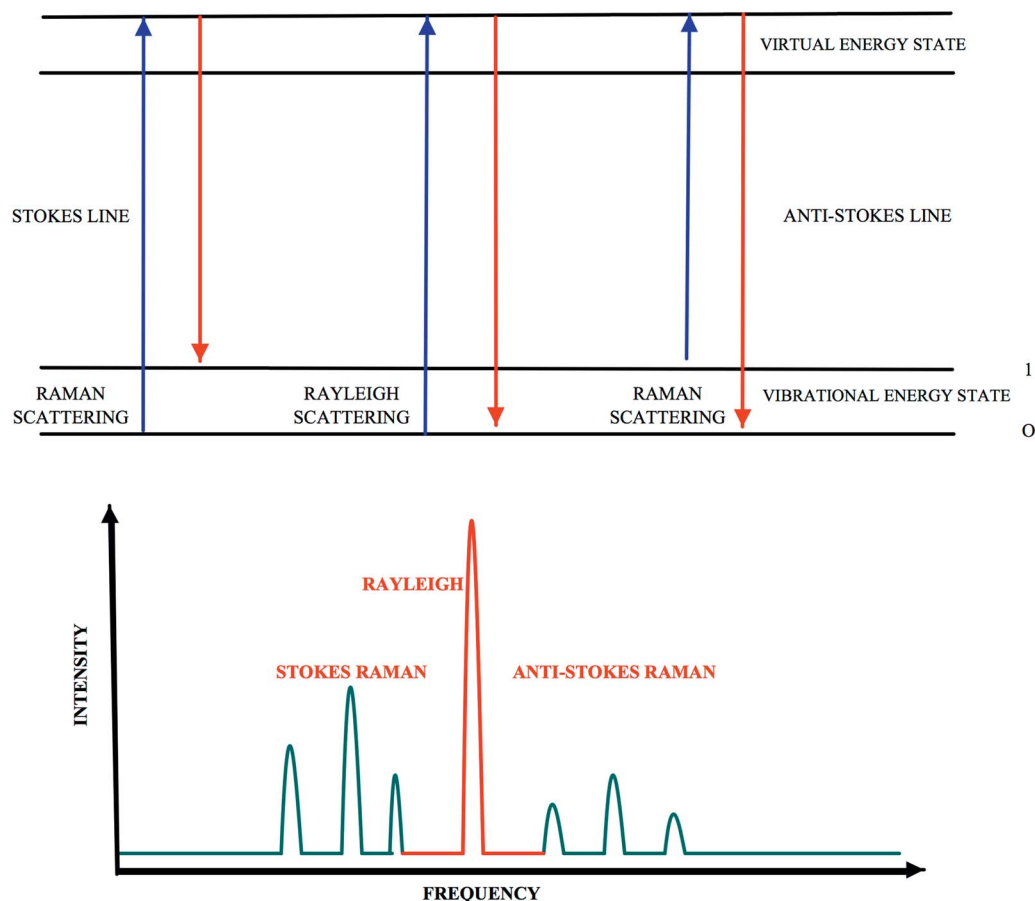 VIRTUAL ENERGY STATE
STOKES LINE
ANTI-STOKES LINE
1
RAMAN
SCATTERING
RAYLEIGH
SCATTERING
RAMAN
SCATTERING
VIBRATIONAL ENERGY STATE
O
RAYLEIGH
STOKES RAMAN
ANTI-STOKES RAMAN
INTENSITY
FREQUENCY